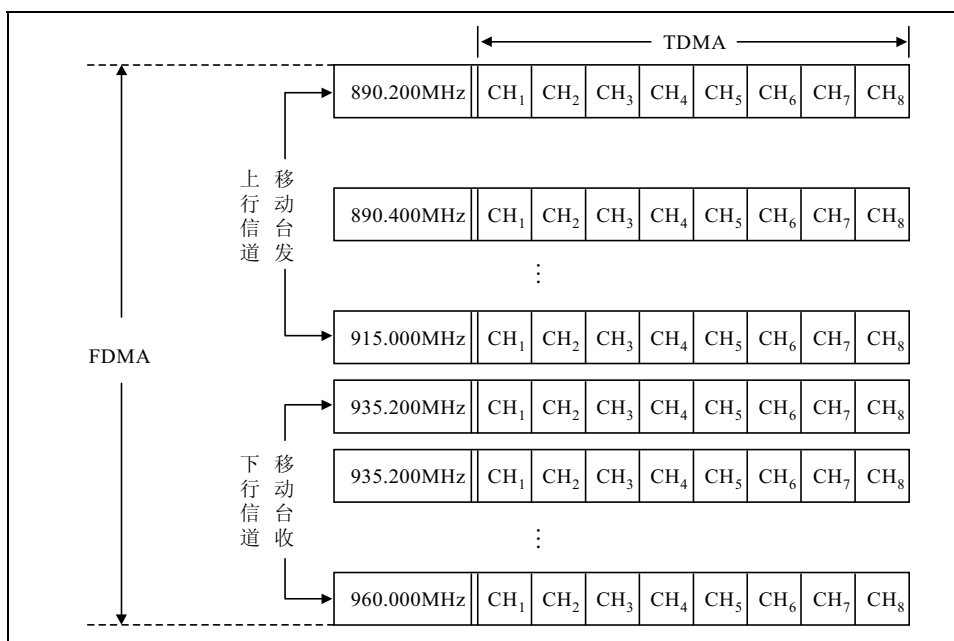 TDMA
890.200MHz CH₁ CH₂ CH₃ CH₄ CH₅ CH₆ CH₇ CH₈
890.400MHz CH₁ CH₂ CH₃ CH₄ CH₅ CH₆ CH₇ CH₈
⋮
915.000MHz CH₁ CH₂ CH₃ CH₄ CH₅ CH₆ CH₇ CH₈
上行信道
移动台发
FDMA
935.200MHz CH₁ CH₂ CH₃ CH₄ CH₅ CH₆ CH₇ CH₈
935.200MHz CH₁ CH₂ CH₃ CH₄ CH₅ CH₆ CH₇ CH₈
⋮
960.000MHz CH₁ CH₂ CH₃ CH₄ CH₅ CH₆ CH₇ CH₈
下行信道
移动台收